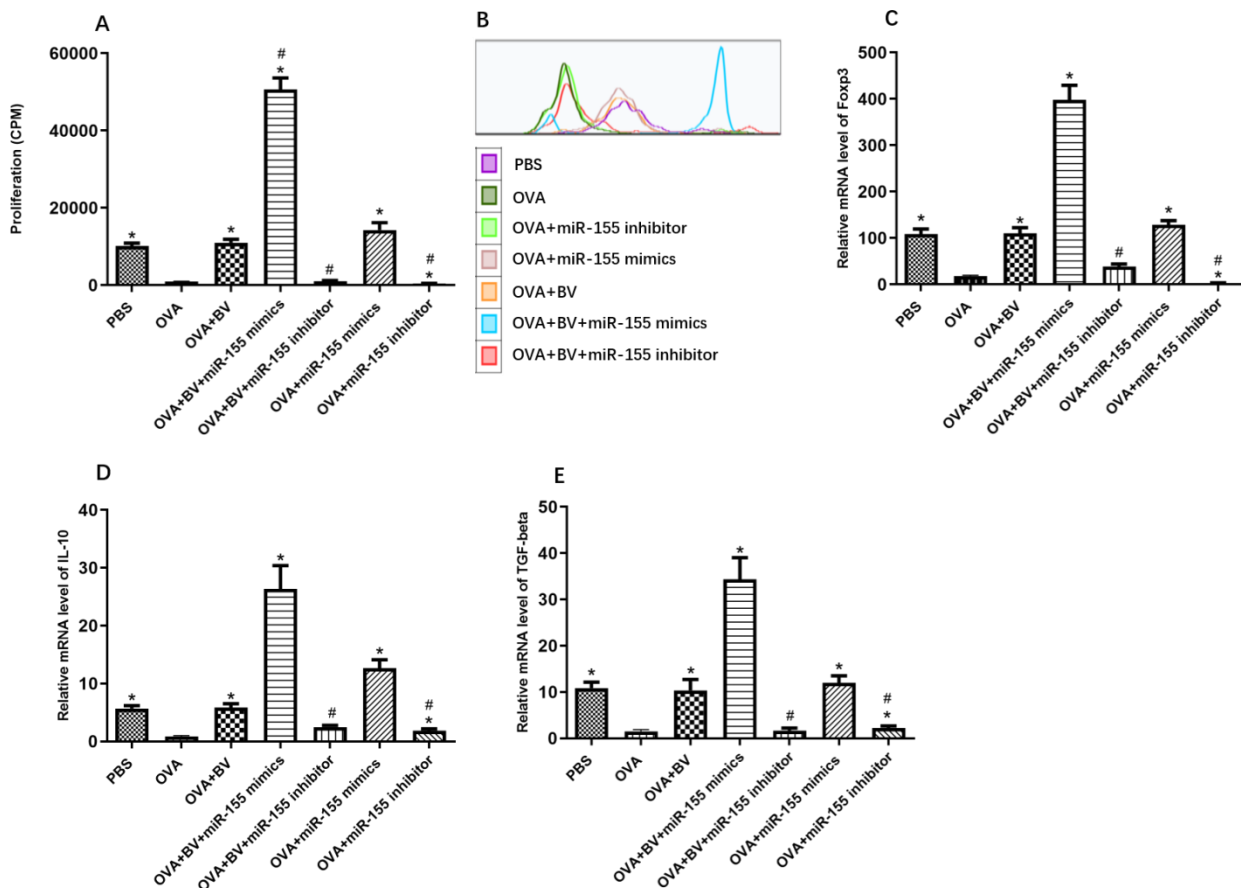 A
Proliferation (CPM)
60000
40000
20000
0
#
*
*
*
#
*
#
*
PBS
OVA
OVA+BV
OVA+BV+miR-155 mimics
OVA+BV+miR-155 inhibitor
OVA+miR-155 mimics
OVA+miR-155 inhibitor
B
PBS
OVA
OVA+miR-155 inhibitor
OVA+miR-155 mimics
OVA+BV
OVA+BV+miR-155 mimics
OVA+BV+miR-155 inhibitor
C
Relative mRNA level of Foxp3
500
400
300
200
100
0
*
*
*
#
*
#
*
PBS
OVA
OVA+BV
OVA+BV+miR-155 mimics
OVA+BV+miR-155 inhibitor
OVA+miR-155 mimics
OVA+miR-155 inhibitor
D
Relative mRNA level of IL-10
40
30
20
10
0
*
*
*
#
*
#
*
PBS
OVA
OVA+BV
OVA+BV+miR-155 mimics
OVA+BV+miR-155 inhibitor
OVA+miR-155 mimics
OVA+miR-155 inhibitor
E
Relative mRNA level of TGF-beta
50
40
30
20
10
0
*
*
*
#
*
#
*
PBS
OVA
OVA+BV
OVA+BV+miR-155 mimics
OVA+BV+miR-155 inhibitor
OVA+miR-155 mimics
OVA+miR-155 inhibitor